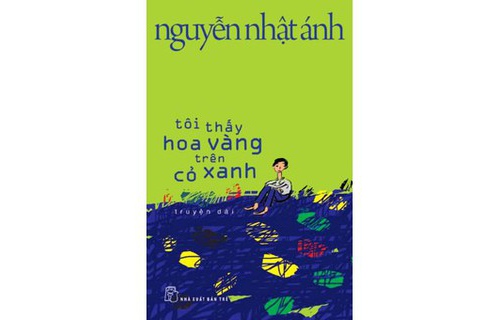 nguyễn nhật ánh
tôi thấy
hoa vàng
trên
cỏ xanh
truyện dài
NHÀ XUẤT BẢN TRẺ